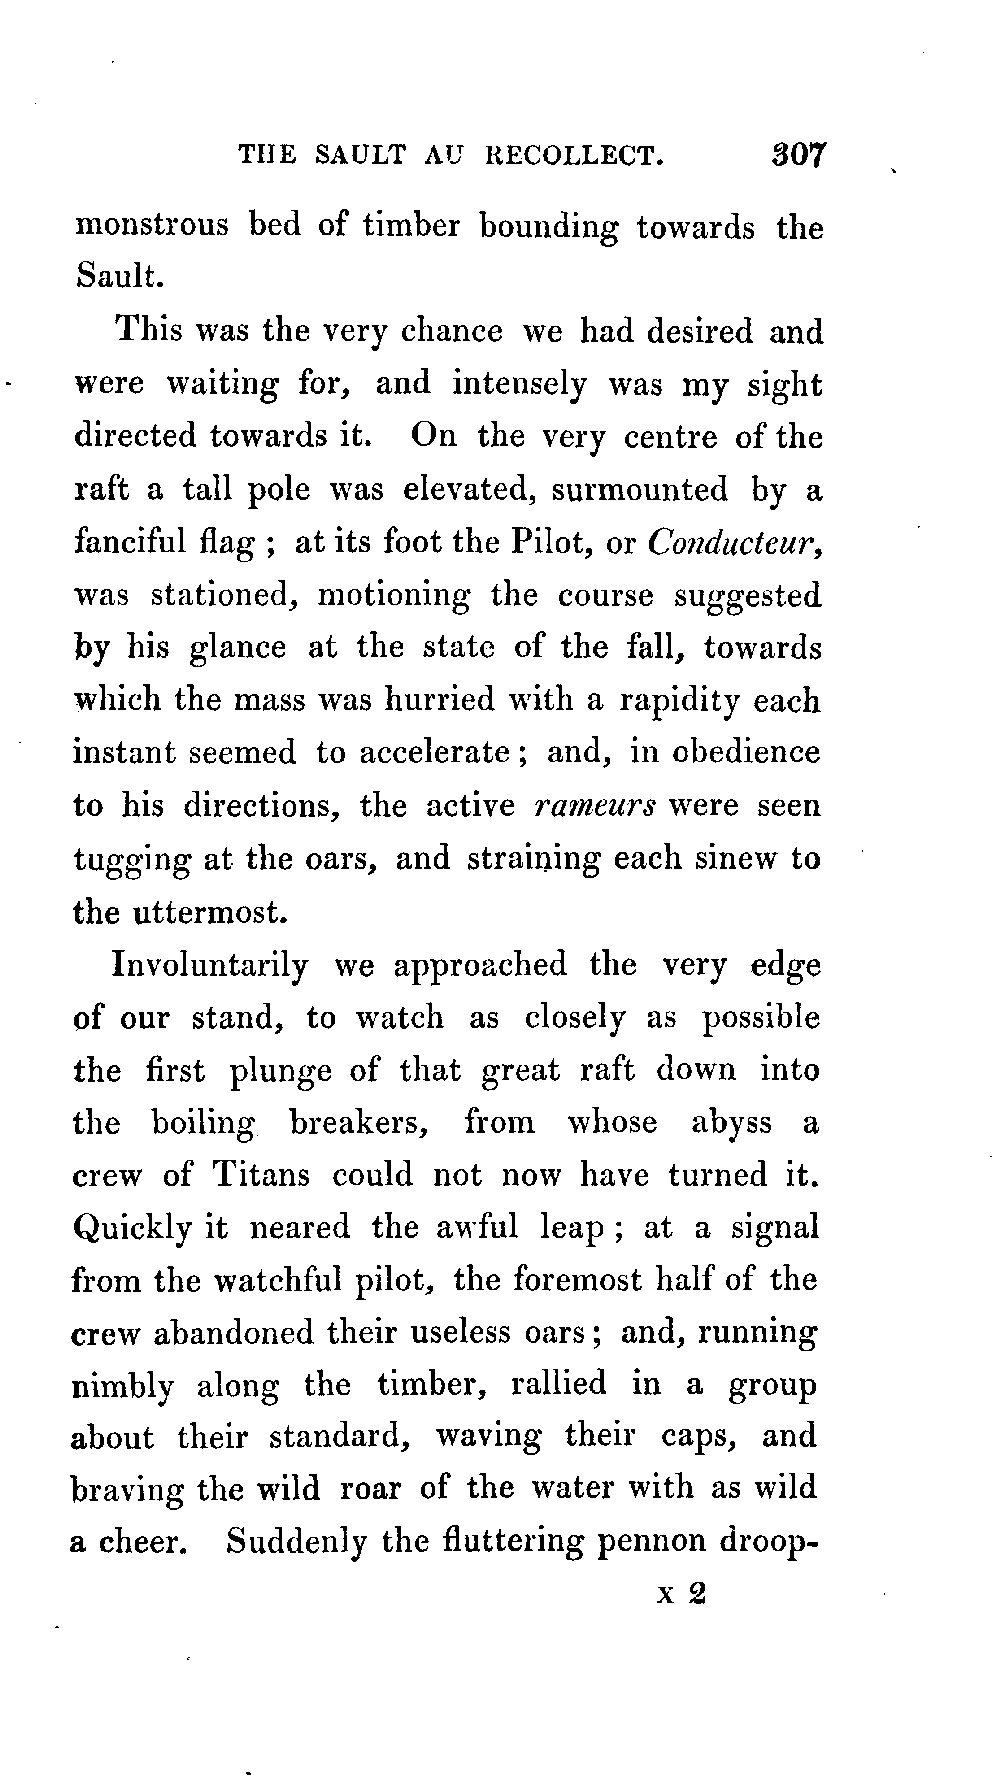 THE SAULT AU RECOLLECT. 307
monstrous bed of timber bounding towards the
Sault.
This was the very chance we had desired and
were waiting for, and intensely was my sight
directed towards it. On the very centre of the
raft a tall pole was elevated, surmounted by a
fanciful flag ; at its foot the Pilot, or Conducteur,
was stationed, motioning the course suggested
by his glance at the state of the fall, towards
which the mass was hurried with a rapidity each
instant seemed to accelerate ; and, in obedience
to his directions, the active rameurs were seen
tugging at the oars, and straining each sinew to
the uttermost.
Involuntarily we approached the very edge
of our stand, to watch as closely as possible
the first plunge of that great raft down into
the boiling breakers, from whose abyss a
crew of Titans could not now have turned it.
Quickly it neared the awful leap ; at a signal
from the watchful pilot, the foremost half of the
crew abandoned their useless oars ; and, running
nimbly along the timber, rallied in a group
about their standard, waving their caps, and
braving the wild roar of the water with as wild
a cheer. Suddenly the fluttering pennon droop-
x 2